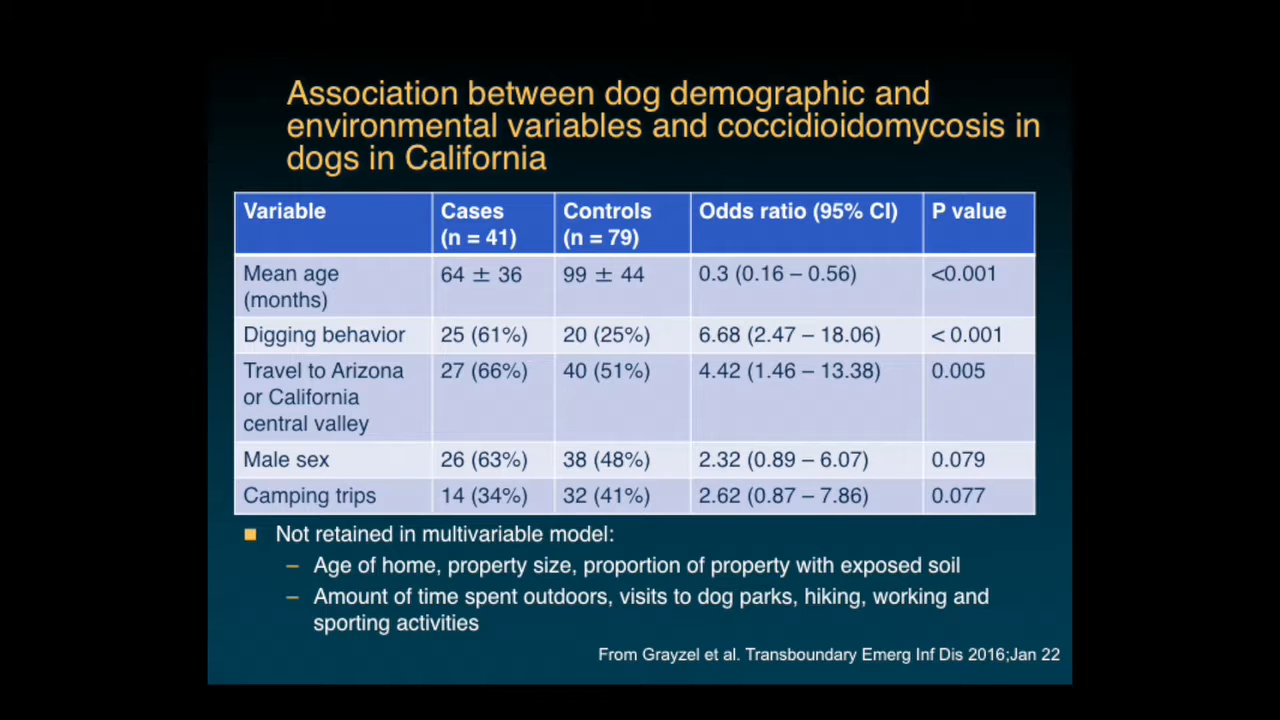 Association between dog demographic and
environmental variables and coccidioidomycosis in
dogs in California
Variable
Cases
(n = 41)
Controls
(n = 79)
Odds ratio (95% CI)
P value
Mean age
(months)
64 ± 36
99 ± 44
0.3 (0.16 – 0.56)
<0.001
Digging behavior
25 (61%)
20 (25%)
6.68 (2.47 – 18.06)
< 0.001
Travel to Arizona
or California
central valley
27 (66%)
40 (51%)
4.42 (1.46 – 13.38)
0.005
Male sex
26 (63%)
38 (48%)
2.32 (0.89 – 6.07)
0.079
Camping trips
14 (34%)
32 (41%)
2.62 (0.87 – 7.86)
0.077
Not retained in multivariable model:
– Age of home, property size, proportion of property with exposed soil
– Amount of time spent outdoors, visits to dog parks, hiking, working and
sporting activities
From Grayzel et al. Transboundary Emerg Inf Dis 2016;Jan 22